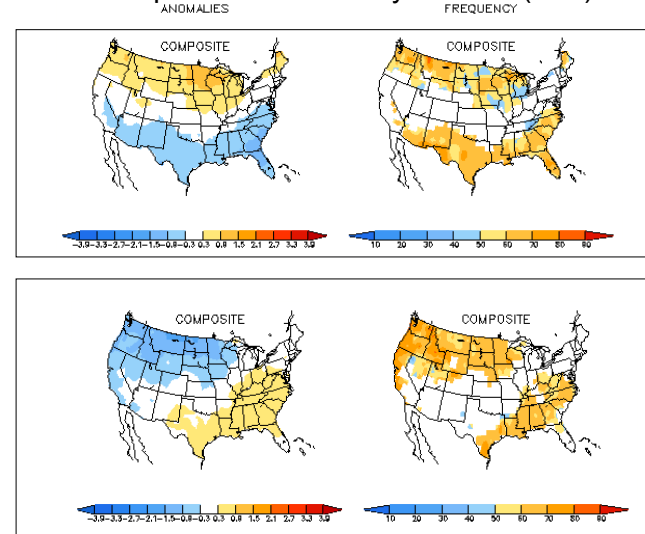 ANOMALIES FREQUENCY
COMPOSITE COMPOSITE
-3.9-3.3-2.7-2.1-1.5-0.8-0.3 0.3 0.8 1.5 2.1 2.7 3.3 3.9
10 20 30 40 50 60 70 80 90
COMPOSITE COMPOSITE
-3.9-3.3-2.7-2.1-1.5-0.8-0.3 0.3 0.8 1.5 2.1 2.7 3.3 3.9
10 20 30 40 50 60 70 80 90